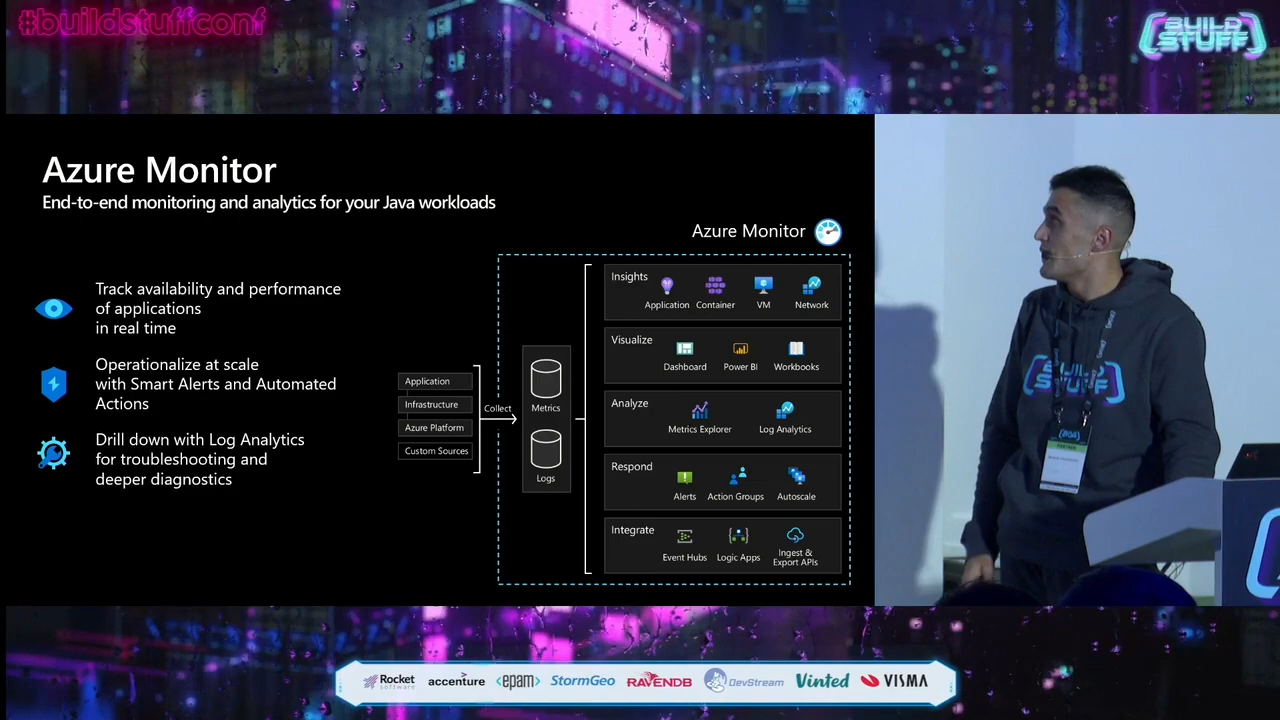 #buildstuffconf
BUILD
STUFF
Azure Monitor
End-to-end monitoring and analytics for your Java workloads
Track availability and performance
of applications
in real time
Operationalize at scale
with Smart Alerts and Automated
Actions
Drill down with Log Analytics
for troubleshooting and
deeper diagnostics
Application
Infrastructure
Azure Platform
Custom Sources
Collect
Metrics
Logs
Azure Monitor
Insights
Application
Container
VM
Network
Visualize
Dashboard
Power BI
Workbooks
Analyze
Metrics Explorer
Log Analytics
Respond
Alerts
Action Groups
Autoscale
Integrate
Event Hubs
Logic Apps
Ingest &
Export APIs
BUILD
STUFF
Rocket
software
accenture
<epam>
StormGeo
RAVENDB
DevStream
Vinted
VISMA